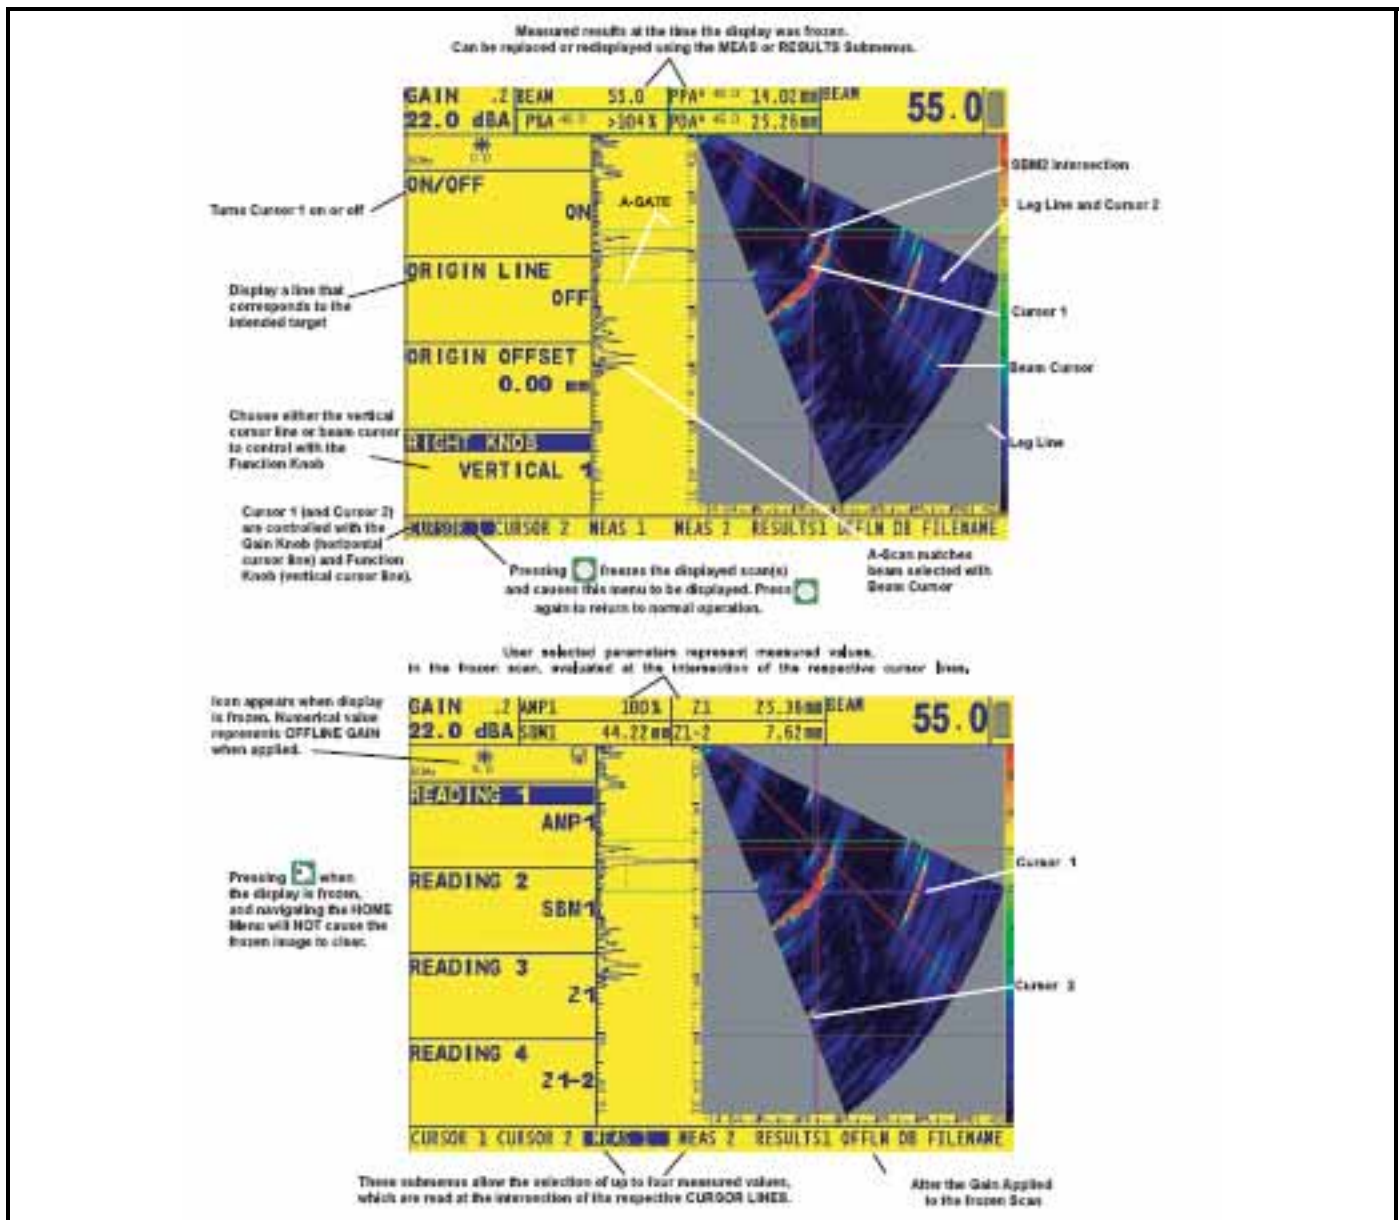 Measured results at the time the display was frozen.
Can be replaced or redisplayed using the MEAS or RESULTS Submenus.
GAIN .2 BEAM 55.0 PPA^ 14.02mm BEAM 55.0
22.0 dBA P%A >104% PDA^ 25.26mm
ON/OFF
ON
ORIGIN LINE
OFF
ORIGIN OFFSET
0.00 mm
RIGHT KNOB
VERTICAL 1
CURSOR 2 MEAS 1 MEAS 2 RESULTS1 OFFLN DB FILENAME
A-GATE
Turns Cursor 1 on or off
Display a line that
corresponds to the
intended target
Choose either the vertical
cursor line or beam cursor
to control with the
Function Knob
Cursor 1 (and Cursor 2)
are controlled with the
Gain Knob (horizontal
cursor line) and Function
Knob (vertical cursor line).
SBM2 Intersection
Leg Line and Cursor 2
Cursor 1
Beam Cursor
Leg Line
A-Scan matches
beam selected with
Beam Cursor
Pressing freezes the displayed scan(s)
and causes this menu to be displayed. Press
again to return to normal operation.
User selected parameters represent measured values,
in the frozen scan, evaluated at the intersection of the respective cursor lines.
GAIN .2 AMP1 100% Z1 25.36mm BEAM 55.0
22.0 dBA SBM1 44.22mm Z1-2 7.62mm
READING 1
AMP1
READING 2
SBM1
READING 3
Z1
READING 4
Z1-2
CURSOR 1 CURSOR 2 MEAS 2 RESULTS1 OFFLN DB FILENAME
Icon appears when display
is frozen. Numerical value
represents OFFLINE GAIN
when applied.
Pressing when
the display is frozen,
and navigating the HOME
Menu will NOT cause the
frozen image to clear.
Cursor 1
Cursor 2
These submenus allow the selection of up to four measured values,
which are read at the intersection of the respective CURSOR LINES.
Alter the Gain Applied
to the frozen Scan